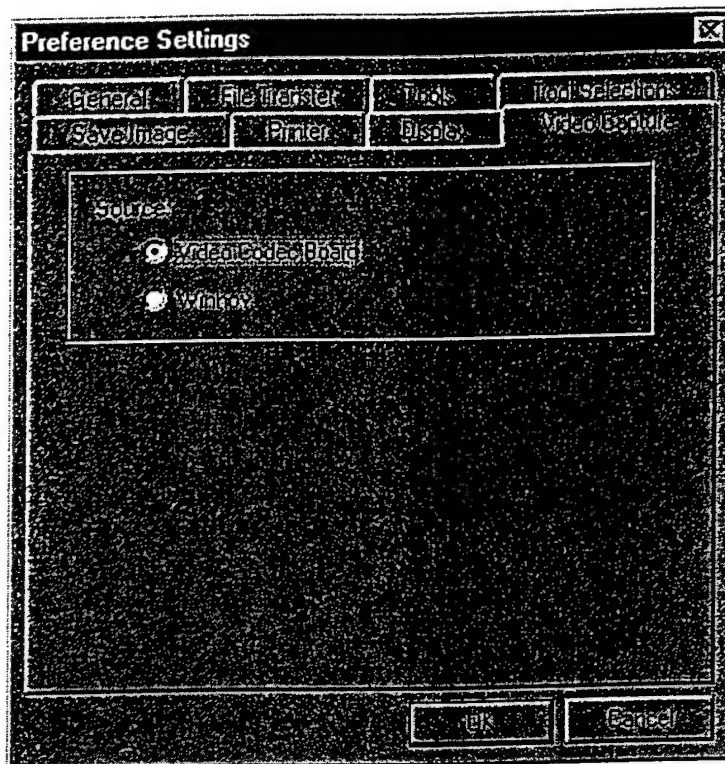 Preference Settings
General File Transfer Tools Tool Selections
Save/Image Printer Display Video Capture
Source:
Video Codec Board
Winnov
OK Cancel